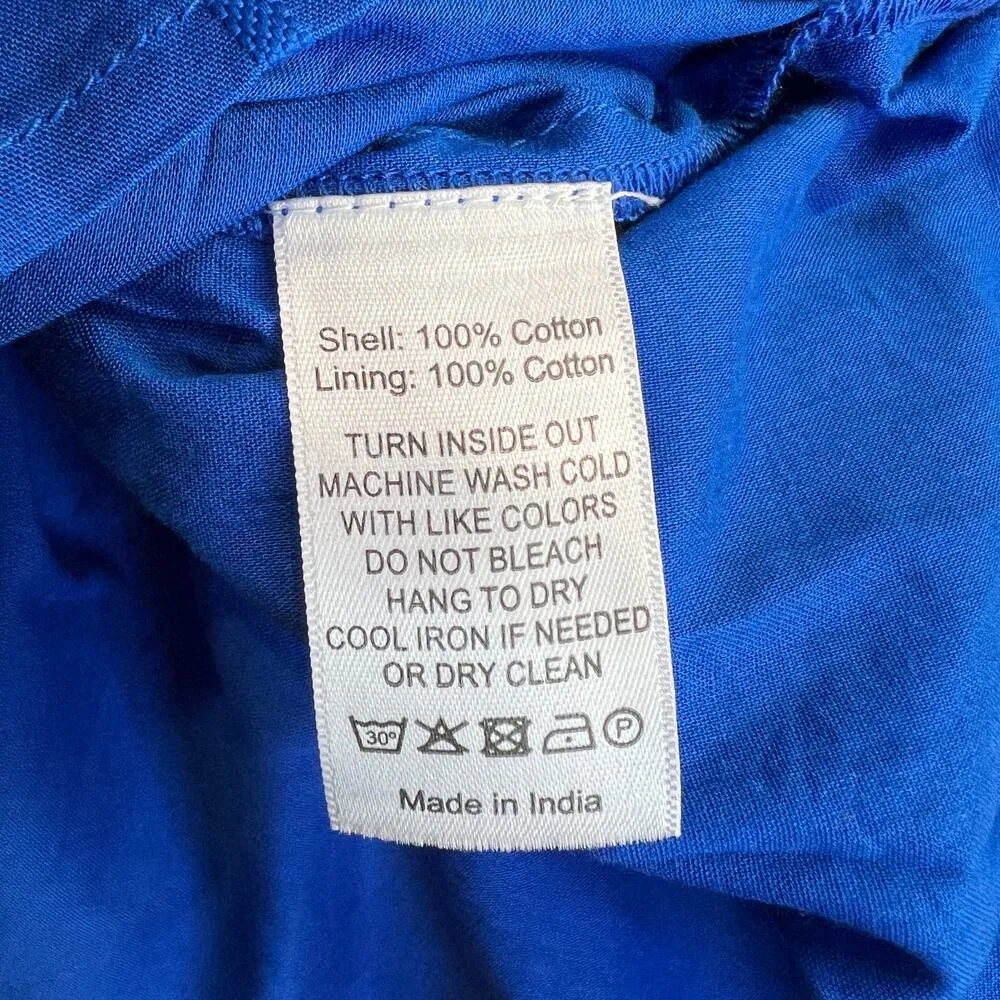 Shell: 100% Cotton
Lining: 100% Cotton
TURN INSIDE OUT
MACHINE WASH COLD
WITH LIKE COLORS
DO NOT BLEACH
HANG TO DRY
COOL IRON IF NEEDED
OR DRY CLEAN
30° P
Made in India